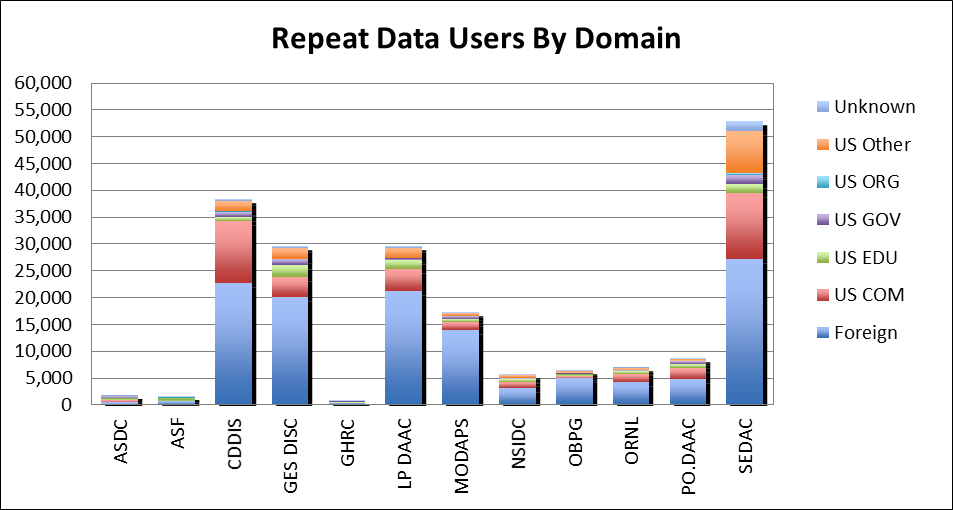 Repeat Data Users By Domain
60,000
55,000
50,000
45,000
40,000
35,000
30,000
25,000
20,000
15,000
10,000
5,000
0
ASDC
ASF
CDDIS
GES DISC
GHRC
LP DAAC
MODAPS
NSIDC
OBPG
ORNL
PO.DAAC
SEDAC
Unknown
US Other
US ORG
US GOV
US EDU
US COM
Foreign